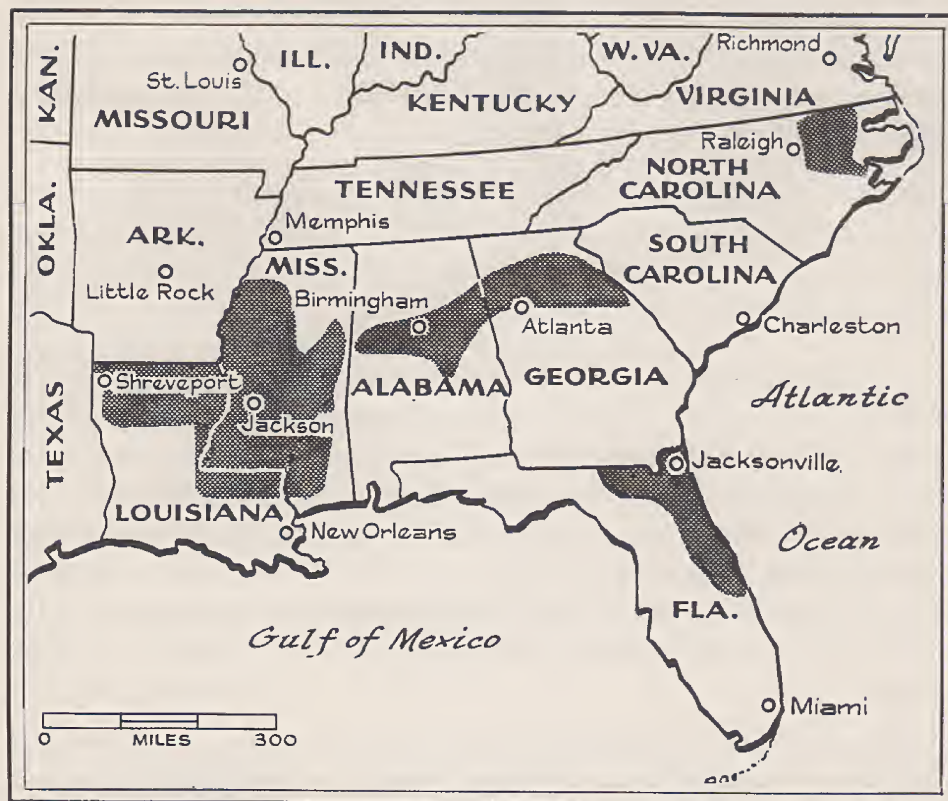 KAN.
ILL.
IND.
W.VA.
Richmond
St. Louis
KENTUCKY
VIRGINIA
MISSOURI
Raleigh
NORTH
CAROLINA
TENNESSEE
OKLA.
ARK.
Memphis
SOUTH
CAROLINA
MISS.
Little Rock
Birmingham
Atlanta
Charleston
TEXAS
Shreveport
ALABAMA
GEORGIA
Jackson
Atlantic
Jacksonville
LOUISIANA
New Orleans
Ocean
FLA.
Gulf of Mexico
Miami
0 MILES 300